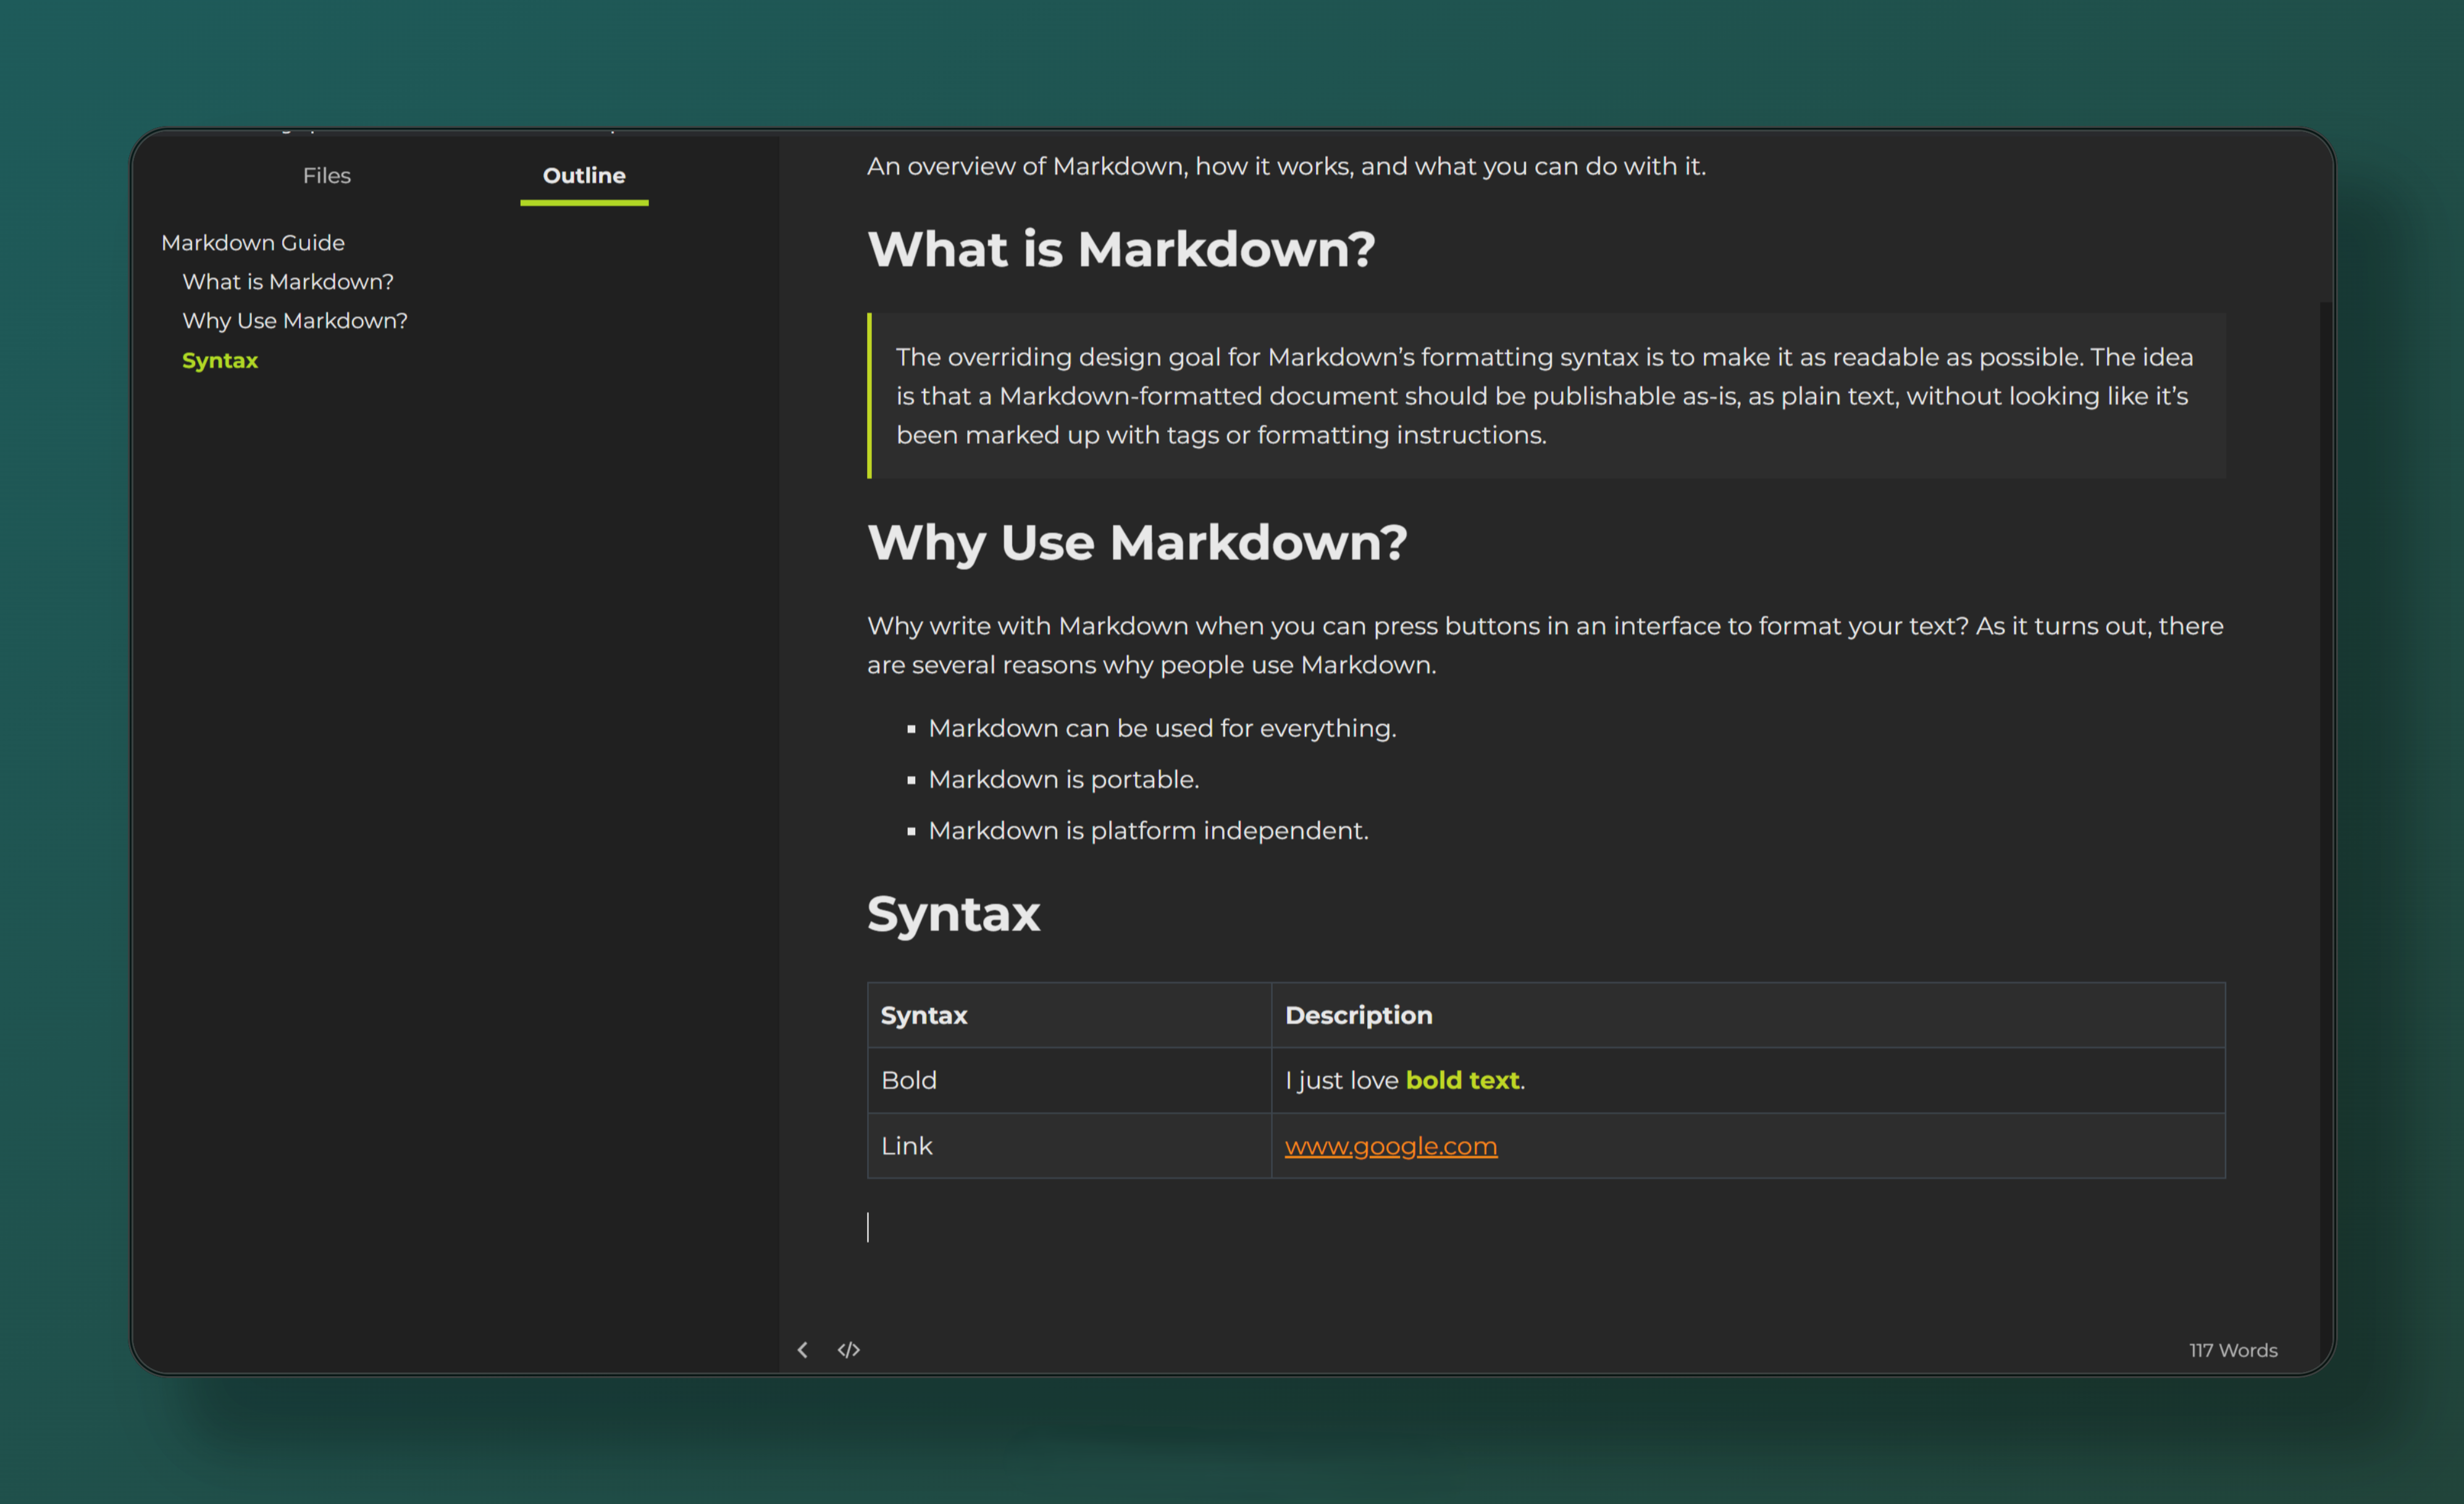 Files
Outline
Markdown Guide
What is Markdown?
Why Use Markdown?
Syntax
An overview of Markdown, how it works, and what you can do with it.
What is Markdown?
The overriding design goal for Markdown’s formatting syntax is to make it as readable as possible. The idea
is that a Markdown-formatted document should be publishable as-is, as plain text, without looking like it’s
been marked up with tags or formatting instructions.
Why Use Markdown?
Why write with Markdown when you can press buttons in an interface to format your text? As it turns out, there
are several reasons why people use Markdown.
▪ Markdown can be used for everything.
▪ Markdown is portable.
▪ Markdown is platform independent.
Syntax
Syntax Description
Bold I just love bold text.
Link www.google.com
</> 117 Words